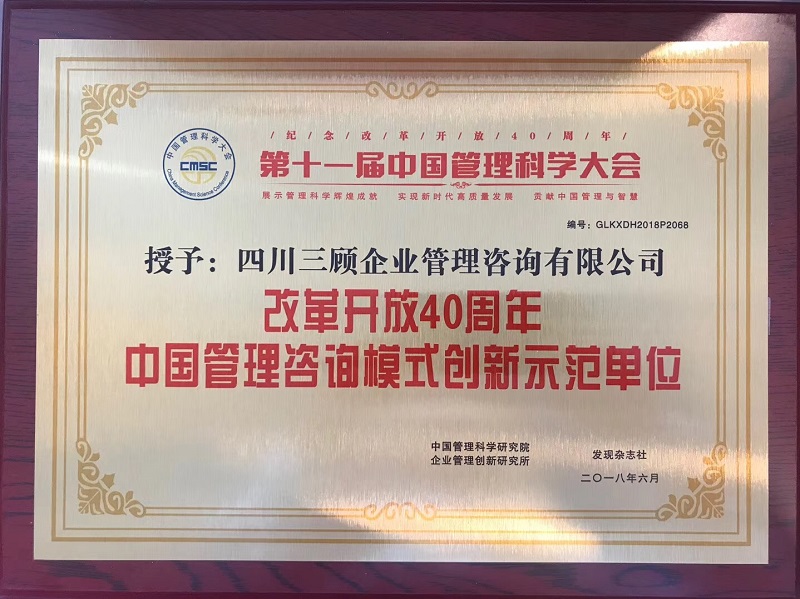 / 纪 / 念 / 改 / 革 / 开 / 放 / 40 / 周 / 年 /
中国管理科学大会
CMSC
China Management Science Conference
第十一届中国管理科学大会
展示管理科学辉煌成就 实现新时代高质量发展 贡献中国管理与智慧
编号：GLKXDH2018P2068
授予：四川三顾企业管理咨询有限公司
改革开放40周年
中国管理咨询模式创新示范单位
中国管理科学研究院
企业管理创新研究所
发现杂志社
二〇一八年六月